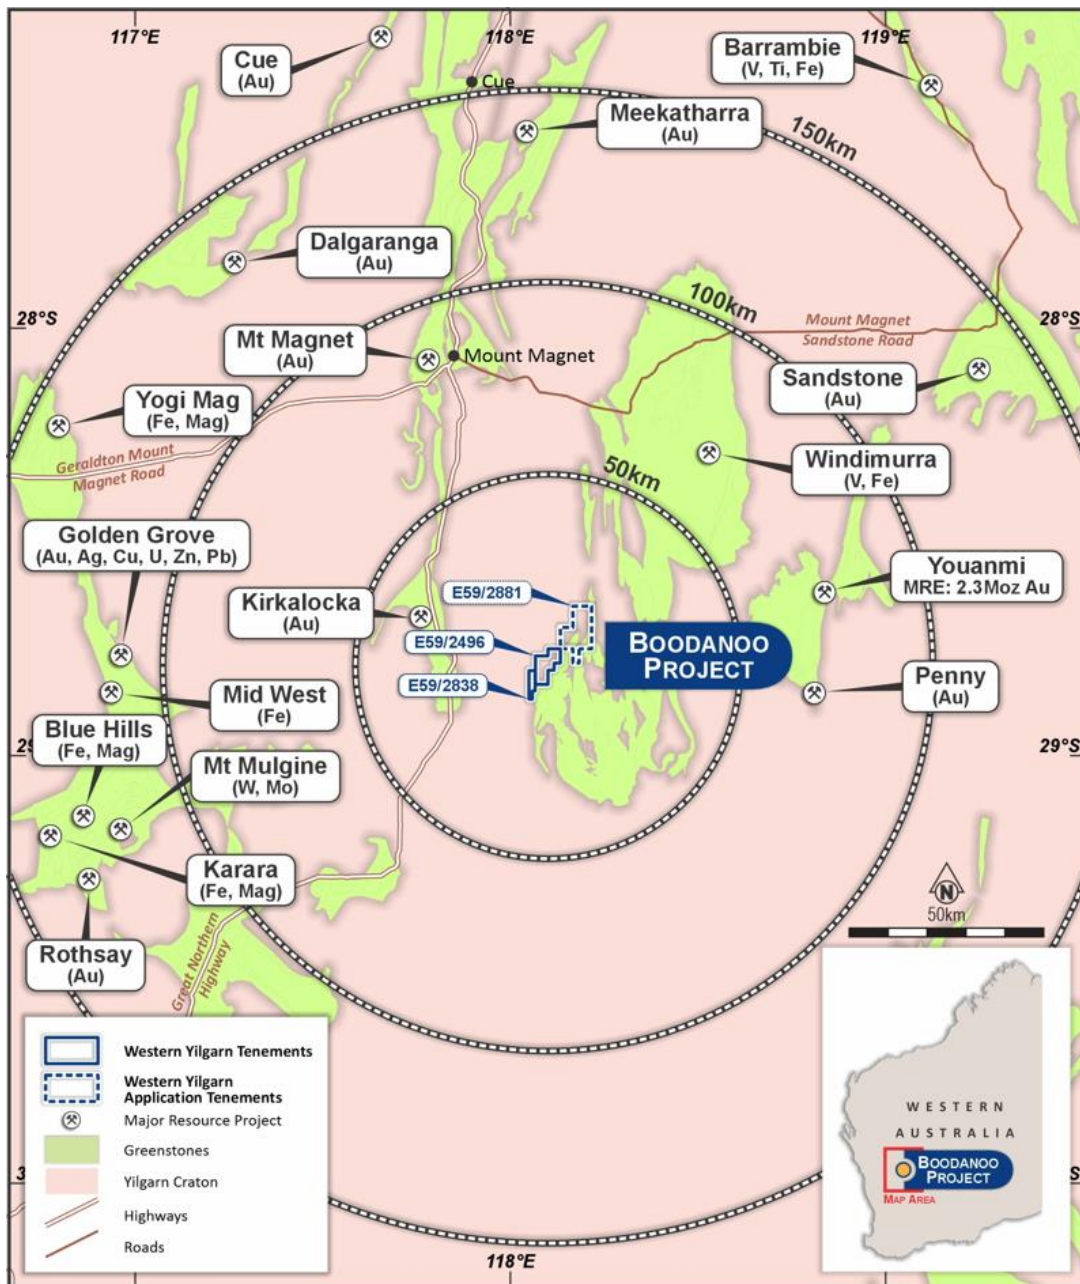 117°E
118°E
119°E
Cue
(Au)
Cue
Barrambie
(V, Ti, Fe)
Meekatharra
(Au)
150km
Dalgaranga
(Au)
100km
28°S
28°S
Mount Magnet
Sandstone Road
Mt Magnet
(Au)
Mount Magnet
Sandstone
(Au)
Yogi Mag
(Fe, Mag)
Geraldton Mount
Magnet Road
50km
Windimurra
(V, Fe)
Golden Grove
(Au, Ag, Cu, U, Zn, Pb)
Youanmi
MRE: 2.3Moz Au
E59/2881
Kirkalocka
(Au)
E59/2496
BOODANOO
PROJECT
E59/2838
Mid West
(Fe)
Penny
(Au)
Blue Hills
(Fe, Mag)
29°S
Mt Mulgine
(W, Mo)
Karara
(Fe, Mag)
N
50km
Great Northern
Highway
Rothsay
(Au)
Western Yilgarn Tenements
Western Yilgarn
Application Tenements
Major Resource Project
Greenstones
Yilgarn Craton
Highways
Roads
WESTERN
AUSTRALIA
BOODANOO
PROJECT
MAP AREA
118°E